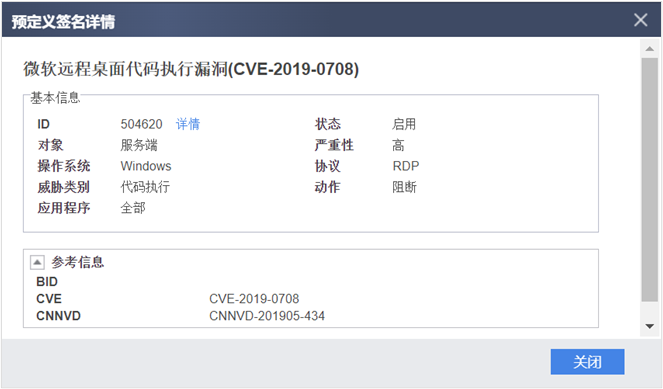 预定义签名详情
微软远程桌面代码执行漏洞(CVE-2019-0708)
基本信息
ID 504620 详情 状态 启用
对象 服务端 严重性 高
操作系统 Windows 协议 RDP
威胁类别 代码执行 动作 阻断
应用程序 全部
参考信息
BID
CVE CVE-2019-0708
CNNVD CNNVD-201905-434
关闭